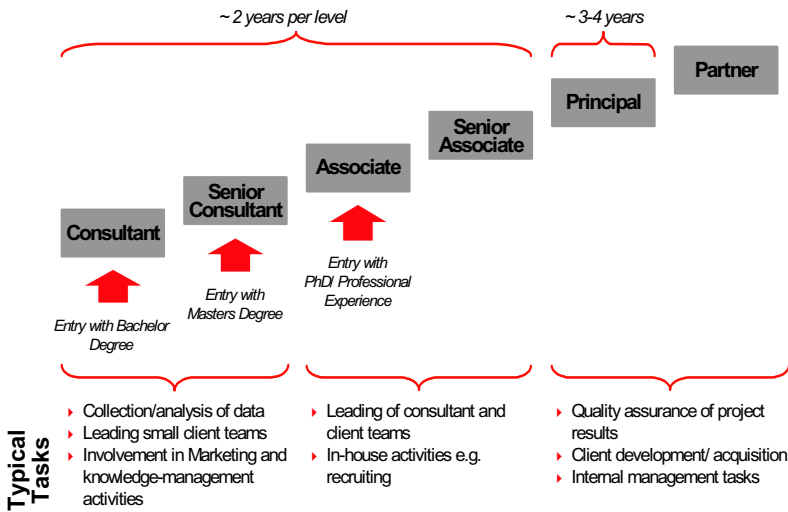 ~ 2 years per level
~ 3-4 years
Partner
Principal
Senior
Associate
Associate
Senior
Consultant
Consultant
Entry with
PhD/ Professional
Experience
Entry with
Masters Degree
Entry with Bachelor
Degree
Typical
Tasks
Collection/analysis of data
Leading small client teams
Involvement in Marketing and
knowledge-management
activities
Leading of consultant and
client teams
In-house activities e.g.
recruiting
Quality assurance of project
results
Client development/ acquisition
Internal management tasks